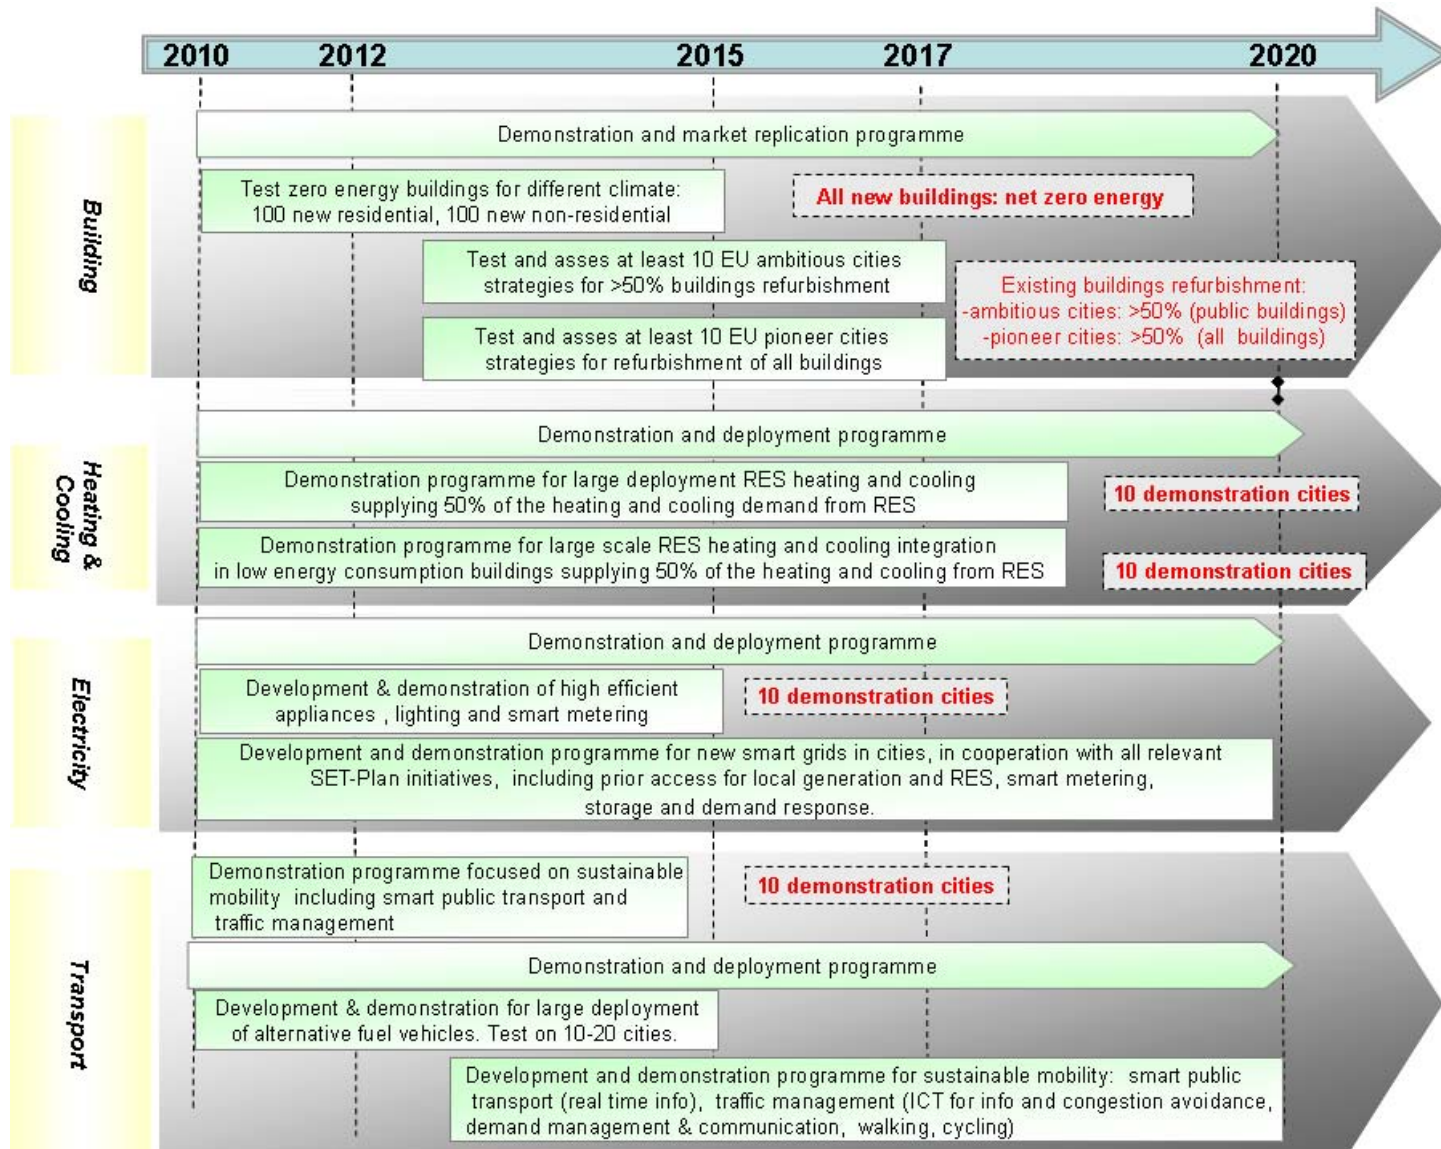 2010 2012 2015 2017 2020
Building
Demonstration and market replication programme
Test zero energy buildings for different climate:
100 new residential, 100 new non-residential
All new buildings: net zero energy
Test and asses at least 10 EU ambitious cities
strategies for >50% buildings refurbishment
Existing buildings refurbishment:
-ambitious cities: >50% (public buildings)
-pioneer cities: >50% (all buildings)
Test and asses at least 10 EU pioneer cities
strategies for refurbishment of all buildings
Heating &
Cooling
Demonstration and deployment programme
Demonstration programme for large deployment RES heating and cooling
supplying 50% of the heating and cooling demand from RES
10 demonstration cities
Demonstration programme for large scale RES heating and cooling integration
in low energy consumption buildings supplying 50% of the heating and cooling from RES
10 demonstration cities
Electricity
Demonstration and deployment programme
Development & demonstration of high efficient
appliances , lighting and smart metering
10 demonstration cities
Development and demonstration programme for new smart grids in cities, in cooperation with all relevant
SET-Plan initiatives, including prior access for local generation and RES, smart metering,
storage and demand response.
Transport
Demonstration programme focused on sustainable
mobility including smart public transport and
traffic management
10 demonstration cities
Demonstration and deployment programme
Development & demonstration for large deployment
of alternative fuel vehicles. Test on 10-20 cities.
Development and demonstration programme for sustainable mobility: smart public
transport (real time info), traffic management (ICT for info and congestion avoidance,
demand management & communication, walking, cycling)